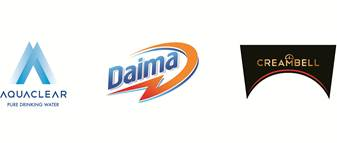 AQUACLEAR
PURE DRINKING WATER
Daima
CREAMBELL